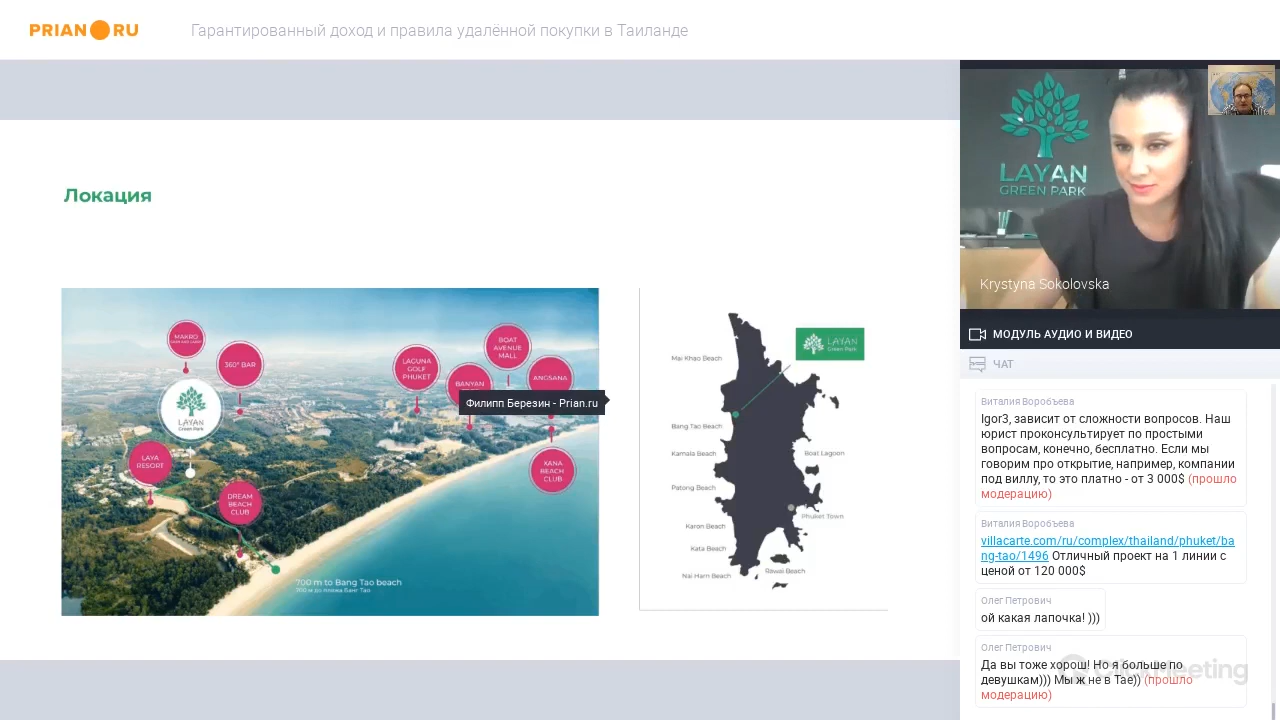 PRIAN RU
Гарантированный доход и правила удалённой покупки в Таиланде
Локация
MAKRO
360° BAR
LAYAN
Green Park
LAYA
RESORT
DREAM
BEACH
CLUB
LAGUNA
GOLF
PHUKET
BOAT
AVENUE
MALL
BANYAN
ANGSANA
XANA
BEACH
CLUB
Филипп Березин - Prian.ru
700 m to Bang Tao beach
700 м до пляжа Банг Тао
LAYAN
Green Park
Mai Khao Beach
Bang Tao Beach
Kamala Beach
Boat Lagoon
Patong Beach
Phuket Town
Karon Beach
Kata Beach
Nai Harn Beach
Rawai Beach
LAYAN
GREEN PARK
Krystyna Sokolovska
МОДУЛЬ АУДИО И ВИДЕО
ЧАТ
Виталия Воробъева
Igor3, зависит от сложности вопросов. Наш
юрист проконсультирует по простыми
вопросам, конечно, бесплатно. Если мы
говорим про открытие, например, компании
под виллу, то это платно - от 3 000$ (прошло
модерацию)
Виталия Воробъева
villacarte.com/ru/complex/thailand/phuket/ba
ng-tao/1496 Отличный проект на 1 линии с
ценой от 120 000$
Олег Петрович
ой какая лапочка! )))
Олег Петрович
Да вы тоже хорош! Но я больше по
девушкам))) Мы ж не в Тае)) (прошло
модерацию)
ClickMeeting